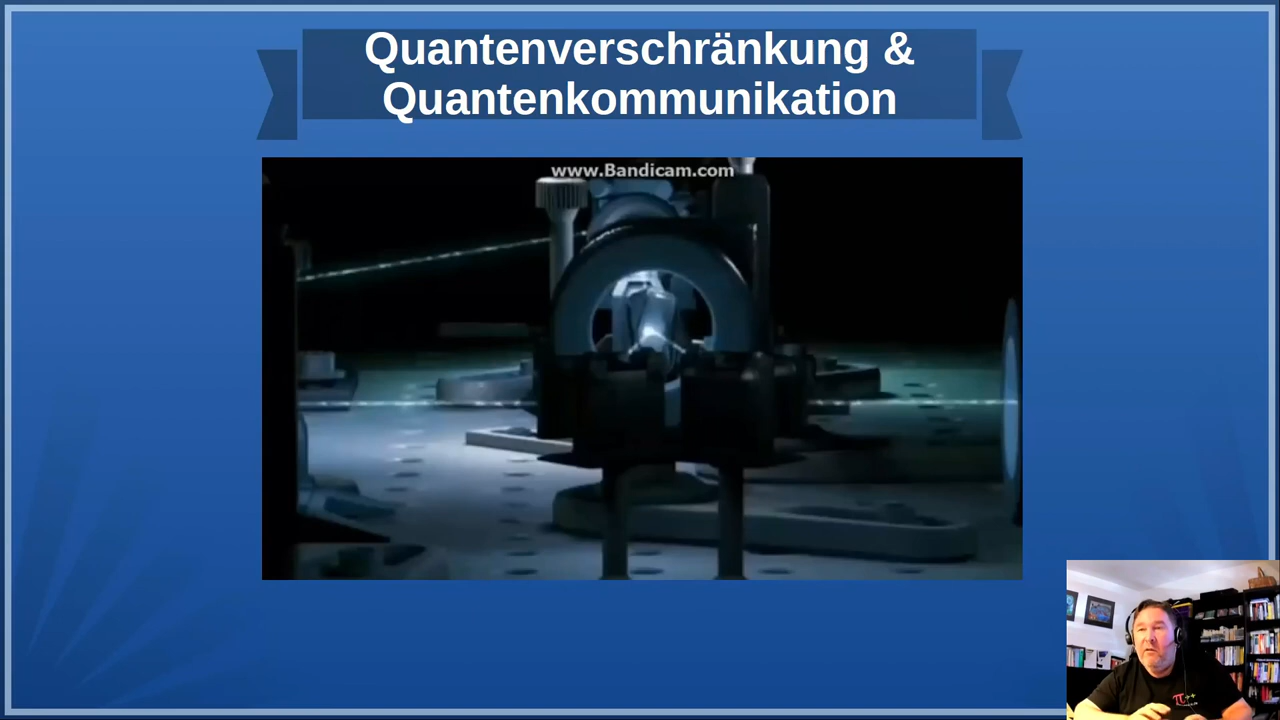 Quantenverschränkung &
Quantenkommunikation
www.Bandicam.com
π++